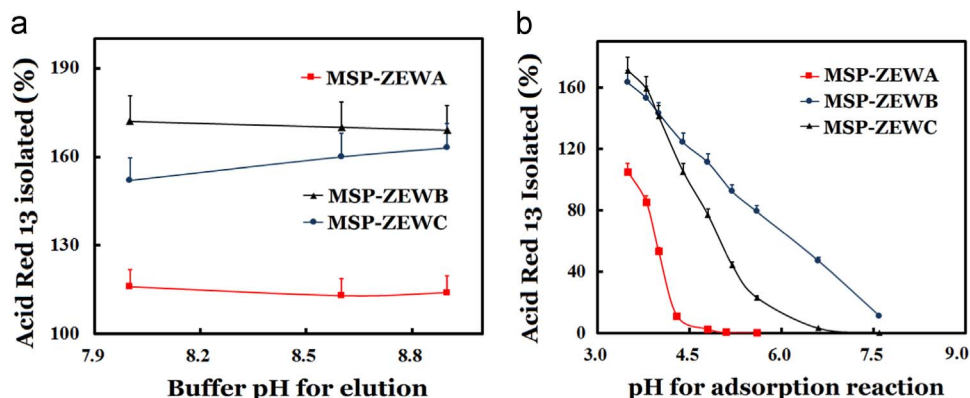 a
Acid Red 13 isolated (%)
190
160
130
100
MSP-ZEWA
MSP-ZEWB
MSP-ZEWC
7.9
8.2
8.5
8.8
Buffer pH for elution
b
Acid Red 13 Isolated (%)
160
120
80
40
0
MSP-ZEWA
MSP-ZEWB
MSP-ZEWC
3.0
4.5
6.0
7.5
9.0
pH for adsorption reaction